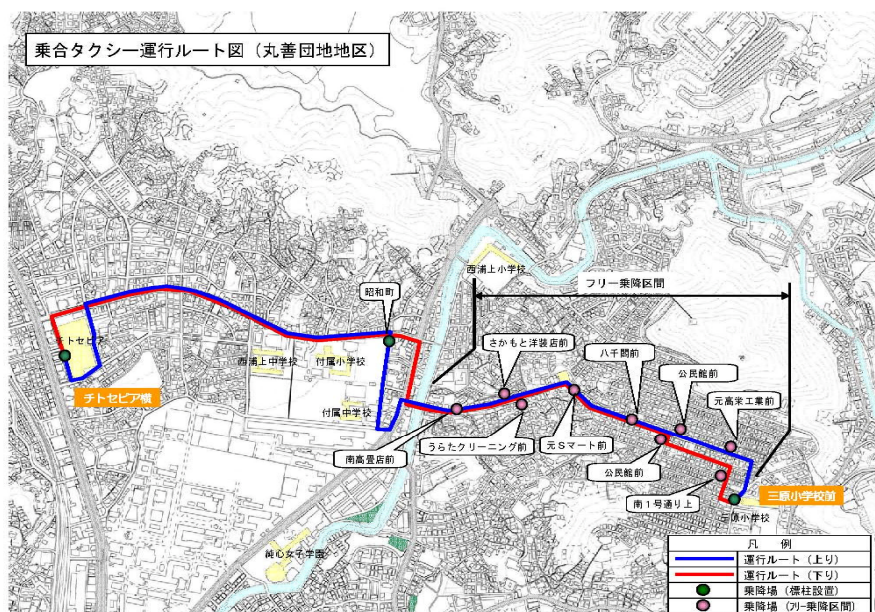 乗合タクシー運行ルート図（丸善団地地区）
西浦上小学校
フリー乗降区間
昭和町
さかもと洋装店前
八千間前
公民館前
元高栄工業前
チトセピア
西浦上中学校
付属小学校
付属中学校
チトセピア横
南高畳店前
うらたクリーニング前
元Sマート前
公民館前
南１号通り上
三原小学校前
三原小学校
純心女子学園
凡 例
運行ルート（上り）
運行ルート（下り）
乗降場（標柱設置）
乗降場（フリー乗降区間）